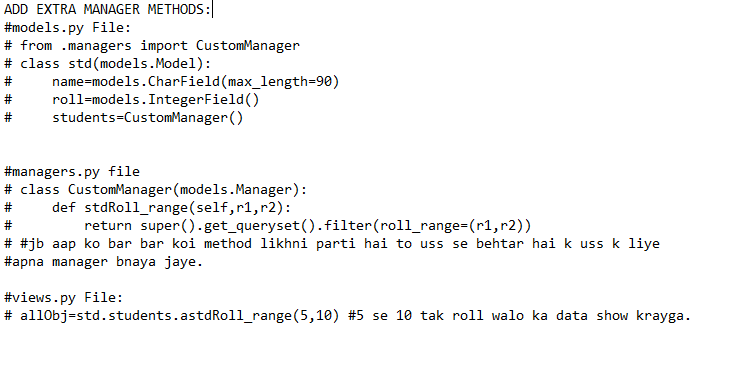 ADD EXTRA MANAGER METHODS:
#models.py File:
# from .managers import CustomManager
# class std(models.Model):
#     name=models.CharField(max_length=90)
#     roll=models.IntegerField()
#     students=CustomManager()
#managers.py file
# class CustomManager(models.Manager):
#     def stdRoll_range(self,r1,r2):
#         return super().get_queryset().filter(roll_range=(r1,r2))
# #jb aap ko bar bar koi method likhni parti hai to uss se behtar hai k uss k liye
#apna manager bnaya jaye.
#views.py File:
# allObj=std.students.astdRoll_range(5,10) #5 se 10 tak roll walo ka data show krayga.